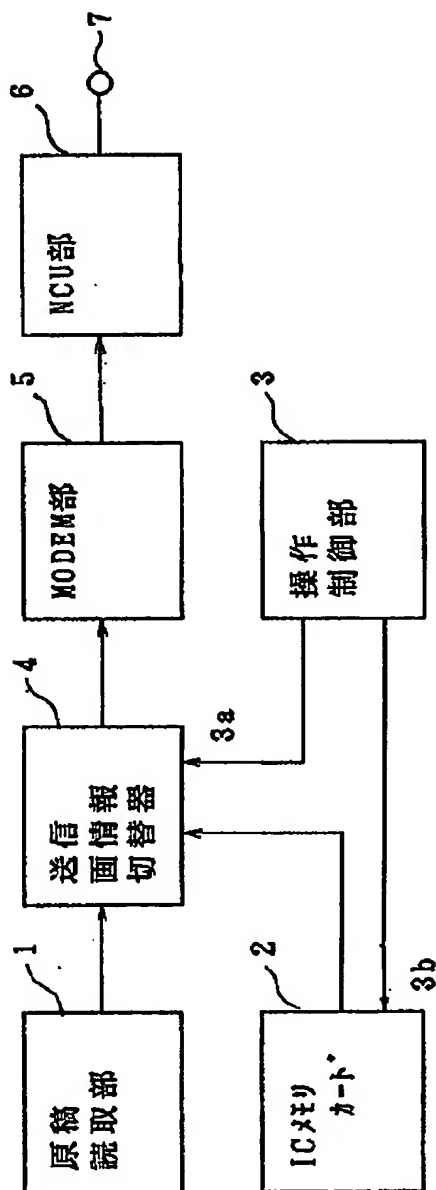 1
原稿
読取部
4
送信
画情報
切替器
5
MODEM部
6
NCU部
7
2
ICメモリ
カード
3
操作
制御部
3a
3b